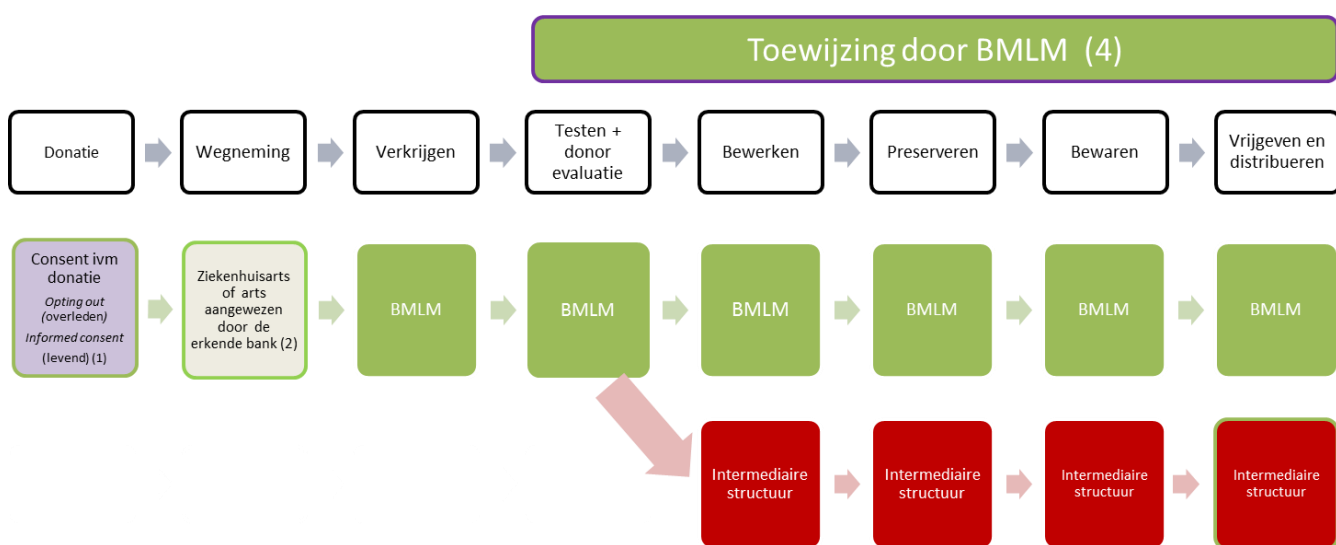 Toewijzing door BMLM (4)
Donatie
Wegneming
Verkrijgen
Testen +
donor
evaluatie
Bewerken
Preserveren
Bewaren
Vrijgeven en
distribueren
Consent ivm
donatie
Opting out
(overleden)
Informed consent
(levend) (1)
Ziekenhuisarts
of arts
aangewezen
door de
erkende bank (2)
BMLM
BMLM
BMLM
BMLM
BMLM
BMLM
Intermediaire
structuur
Intermediaire
structuur
Intermediaire
structuur
Intermediaire
structuur